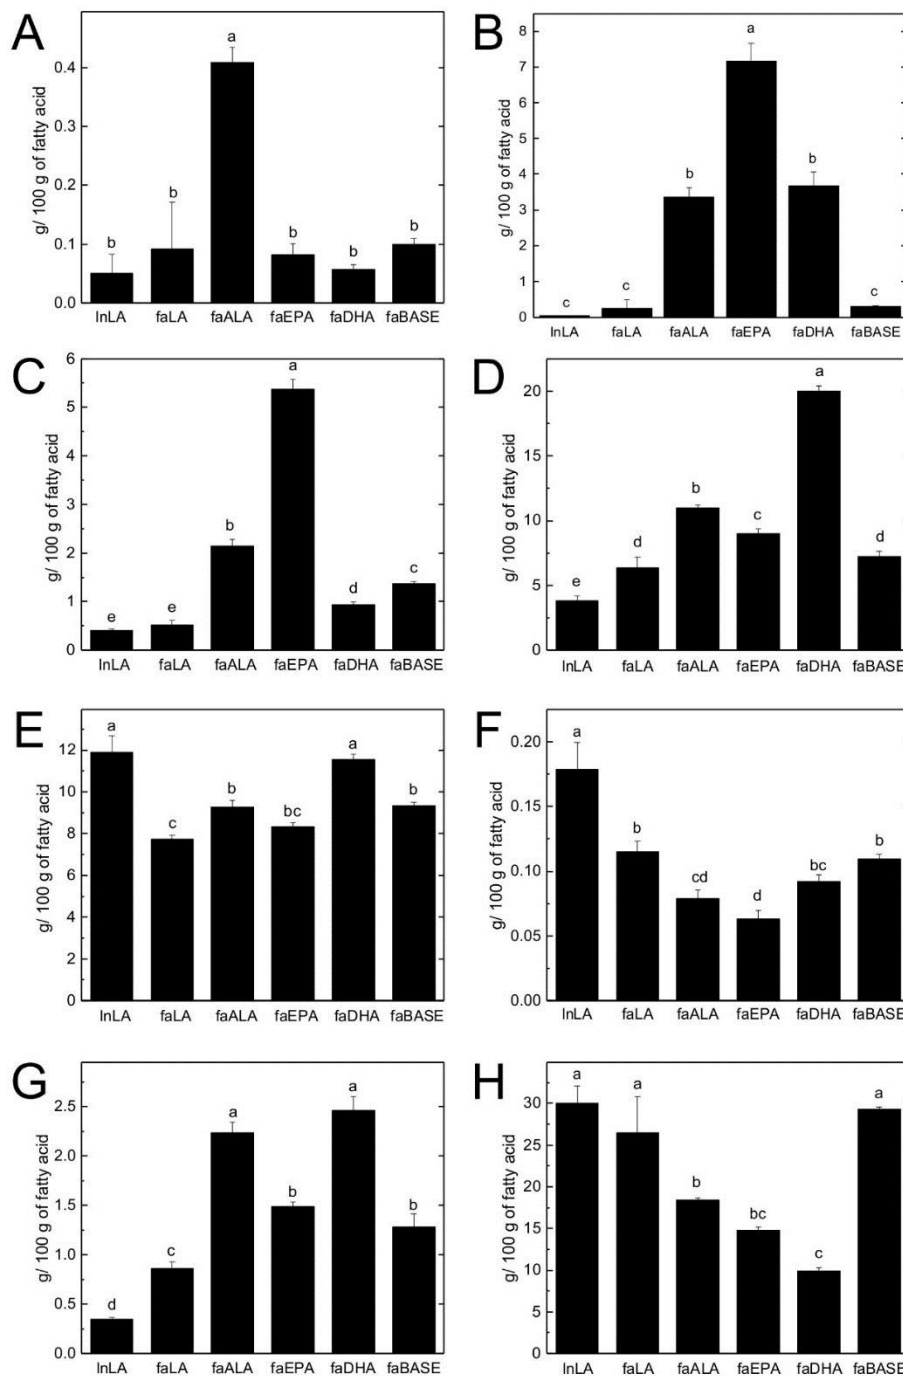 A
g/ 100 g of fatty acid
0.4
0.3
0.2
0.1
0.0
a
b
b
b
b
b
lnLA faLA faALA faEPA faDHA faBASE
B
g/ 100 g of fatty acid
8
7
6
5
4
3
2
1
0
c
c
b
a
b
c
lnLA faLA faALA faEPA faDHA faBASE
C
g/ 100 g of fatty acid
6
5
4
3
2
1
0
e
e
b
a
d
c
lnLA faLA faALA faEPA faDHA faBASE
D
g/ 100 g of fatty acid
20
15
10
5
0
e
d
b
c
a
d
lnLA faLA faALA faEPA faDHA faBASE
E
g/ 100 g of fatty acid
12
10
8
6
4
2
0
a
c
b
bc
a
b
lnLA faLA faALA faEPA faDHA faBASE
F
g/ 100 g of fatty acid
0.20
0.15
0.10
0.05
0.00
a
b
cd
d
bc
b
lnLA faLA faALA faEPA faDHA faBASE
G
g/ 100 g of fatty acid
2.5
2.0
1.5
1.0
0.5
0.0
d
c
a
b
a
b
lnLA faLA faALA faEPA faDHA faBASE
H
g/ 100 g of fatty acid
30
25
20
15
10
5
0
a
a
b
bc
c
a
lnLA faLA faALA faEPA faDHA faBASE